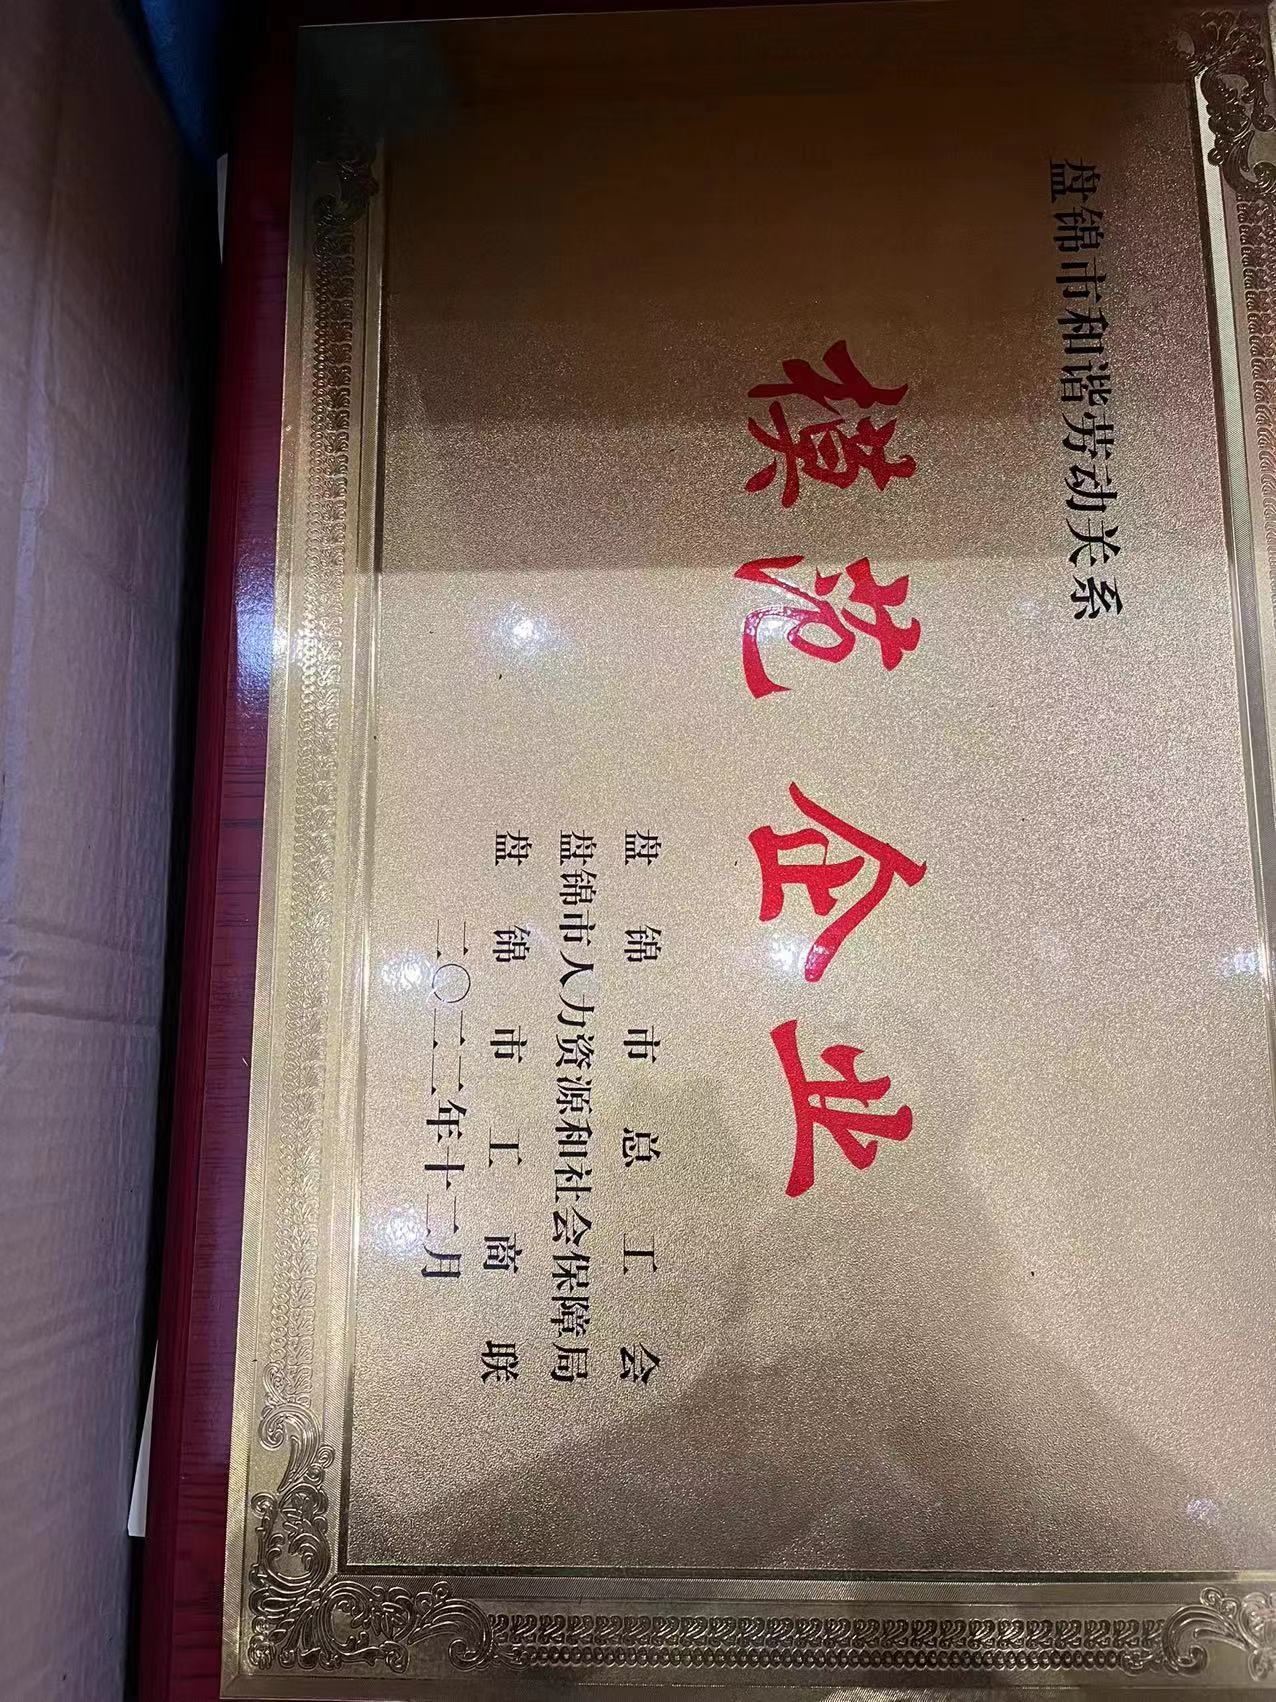 盘锦市和谐劳动关系
模范企业
盘锦市总工会
盘锦市人力资源和社会保障局
盘锦市工商联
二〇二二年十二月